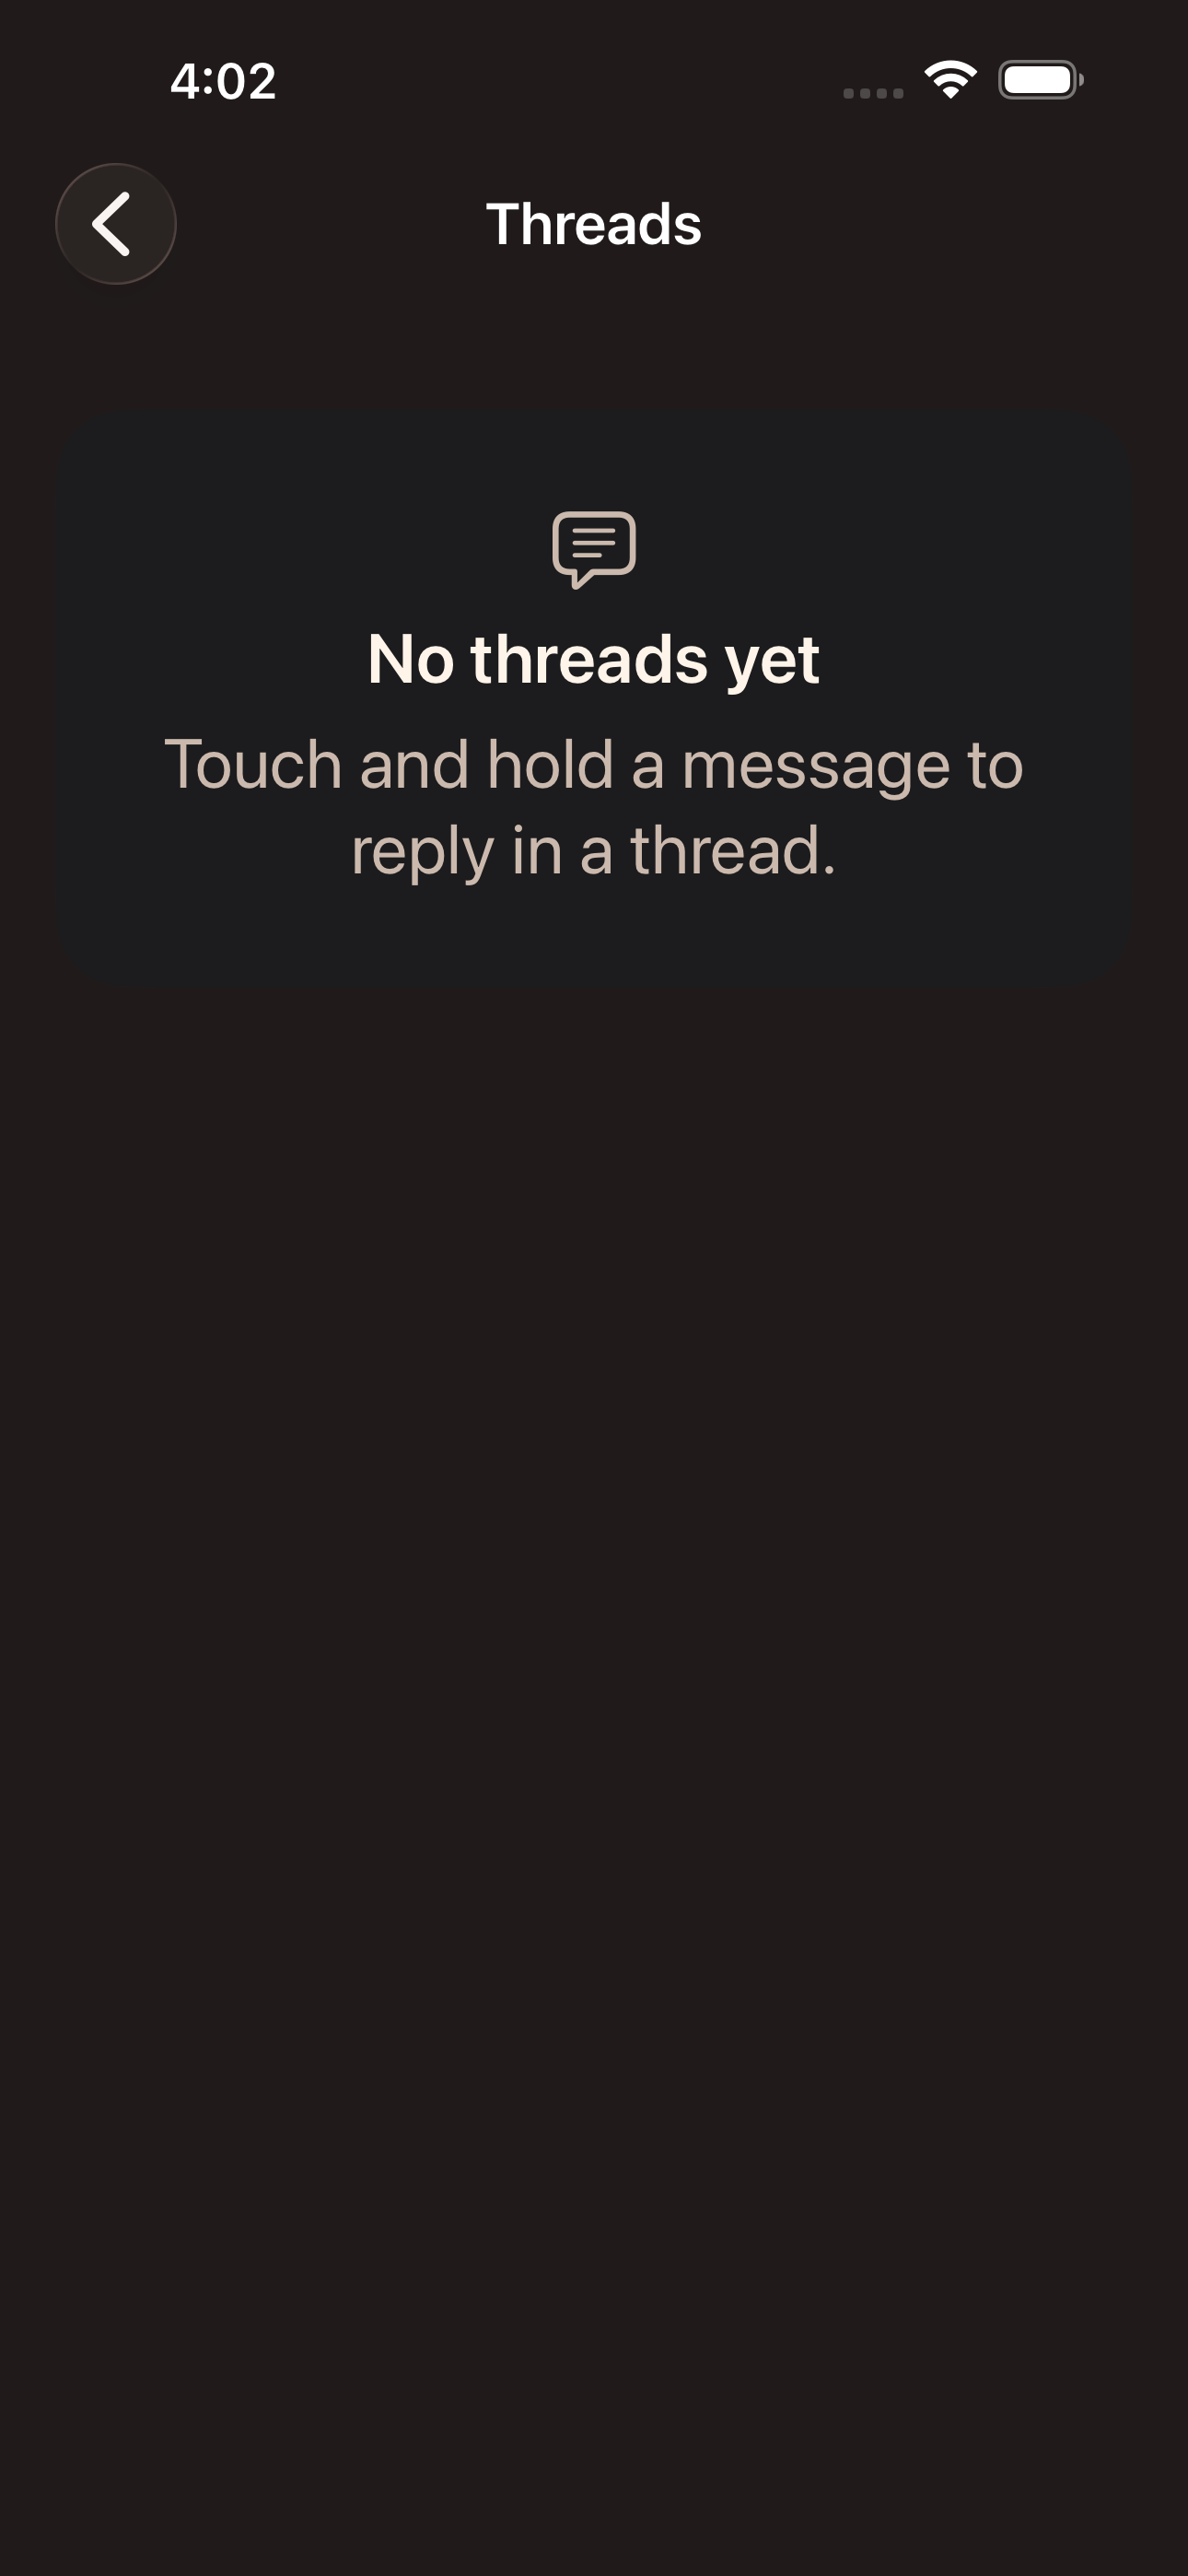 4:02
Threads
No threads yet
Touch and hold a message to
reply in a thread.